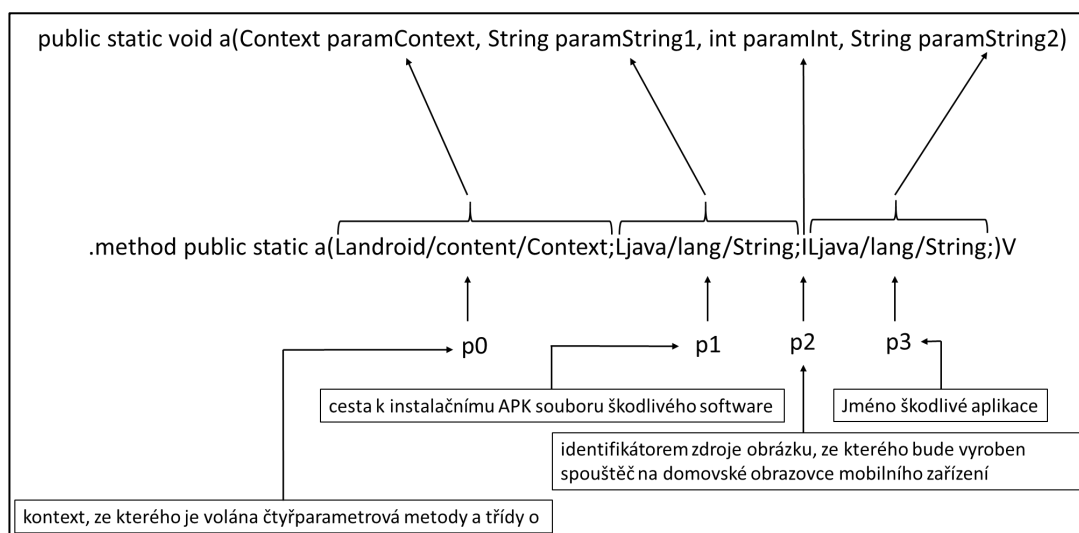 public static void a(Context paramContext, String paramString1, int paramInt, String paramString2)
.method public static a(Landroid/content/Context;Ljava/lang/String;ILjava/lang/String;)V
p0
p1
p2
p3
cesta k instalačnímu APK souboru škodlivého software
Jméno škodlivé aplikace
identifikátorem zdroje obrázku, ze kterého bude vyroben
spouštěč na domovské obrazovce mobilního zařízení
kontext, ze kterého je volána čtyřparametrová metody a třídy o